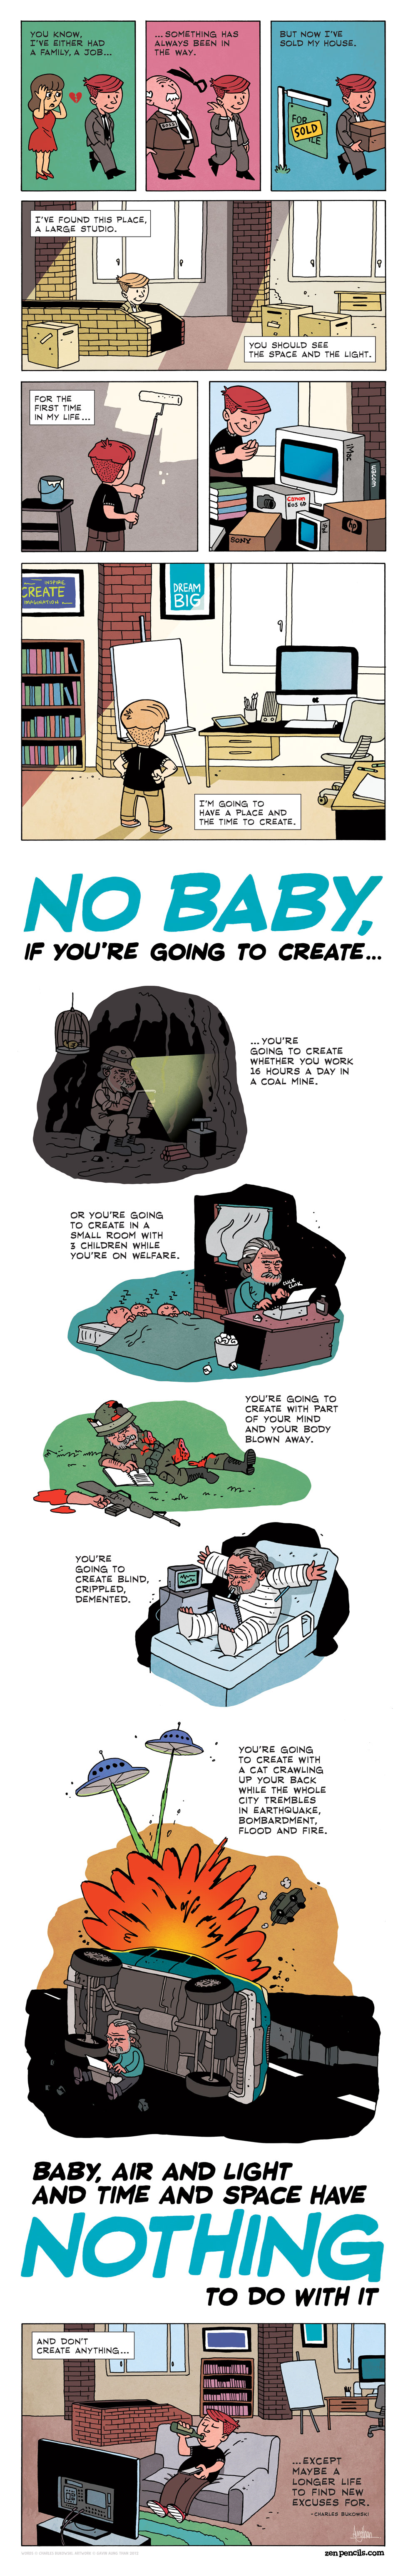 YOU KNOW,
I'VE EITHER HAD
A FAMILY, A JOB...
...SOMETHING HAS
ALWAYS BEEN IN
THE WAY.
BUT NOW I'VE
SOLD MY HOUSE.
FOR
SOLD
LE
I'VE FOUND THIS PLACE,
A LARGE STUDIO.
YOU SHOULD SEE
THE SPACE AND THE LIGHT.
FOR THE
FIRST TIME
IN MY LIFE...
iMac
wacom
Canon
EOS 6D
iPad
hp
SONY
INSPIRE
CREATE
IMAGINATION
DREAM
BIG
I'M GOING TO
HAVE A PLACE AND
THE TIME TO CREATE.
NO BABY,
IF YOU'RE GOING TO CREATE...
...YOU'RE
GOING TO CREATE
WHETHER YOU WORK
16 HOURS A DAY IN
A COAL MINE.
OR YOU'RE GOING
TO CREATE IN A
SMALL ROOM WITH
3 CHILDREN WHILE
YOU'RE ON WELFARE.
Z Z Z Z
CLICK
CLACK
YOU'RE GOING TO
CREATE WITH PART
OF YOUR MIND
AND YOUR BODY
BLOWN AWAY.
YOU'RE
GOING TO
CREATE BLIND,
CRIPPLED,
DEMENTED.
YOU'RE GOING
TO CREATE WITH
A CAT CRAWLING
UP YOUR BACK
WHILE THE WHOLE
CITY TREMBLES
IN EARTHQUAKE,
BOMBARDMENT,
FLOOD AND FIRE.
BABY, AIR AND LIGHT
AND TIME AND SPACE HAVE
NOTHING
TO DO WITH IT
AND DON'T
CREATE ANYTHING...
...EXCEPT
MAYBE A
LONGER LIFE
TO FIND NEW
EXCUSES FOR.
-CHARLES BUKOWSKI
zenpencils.com